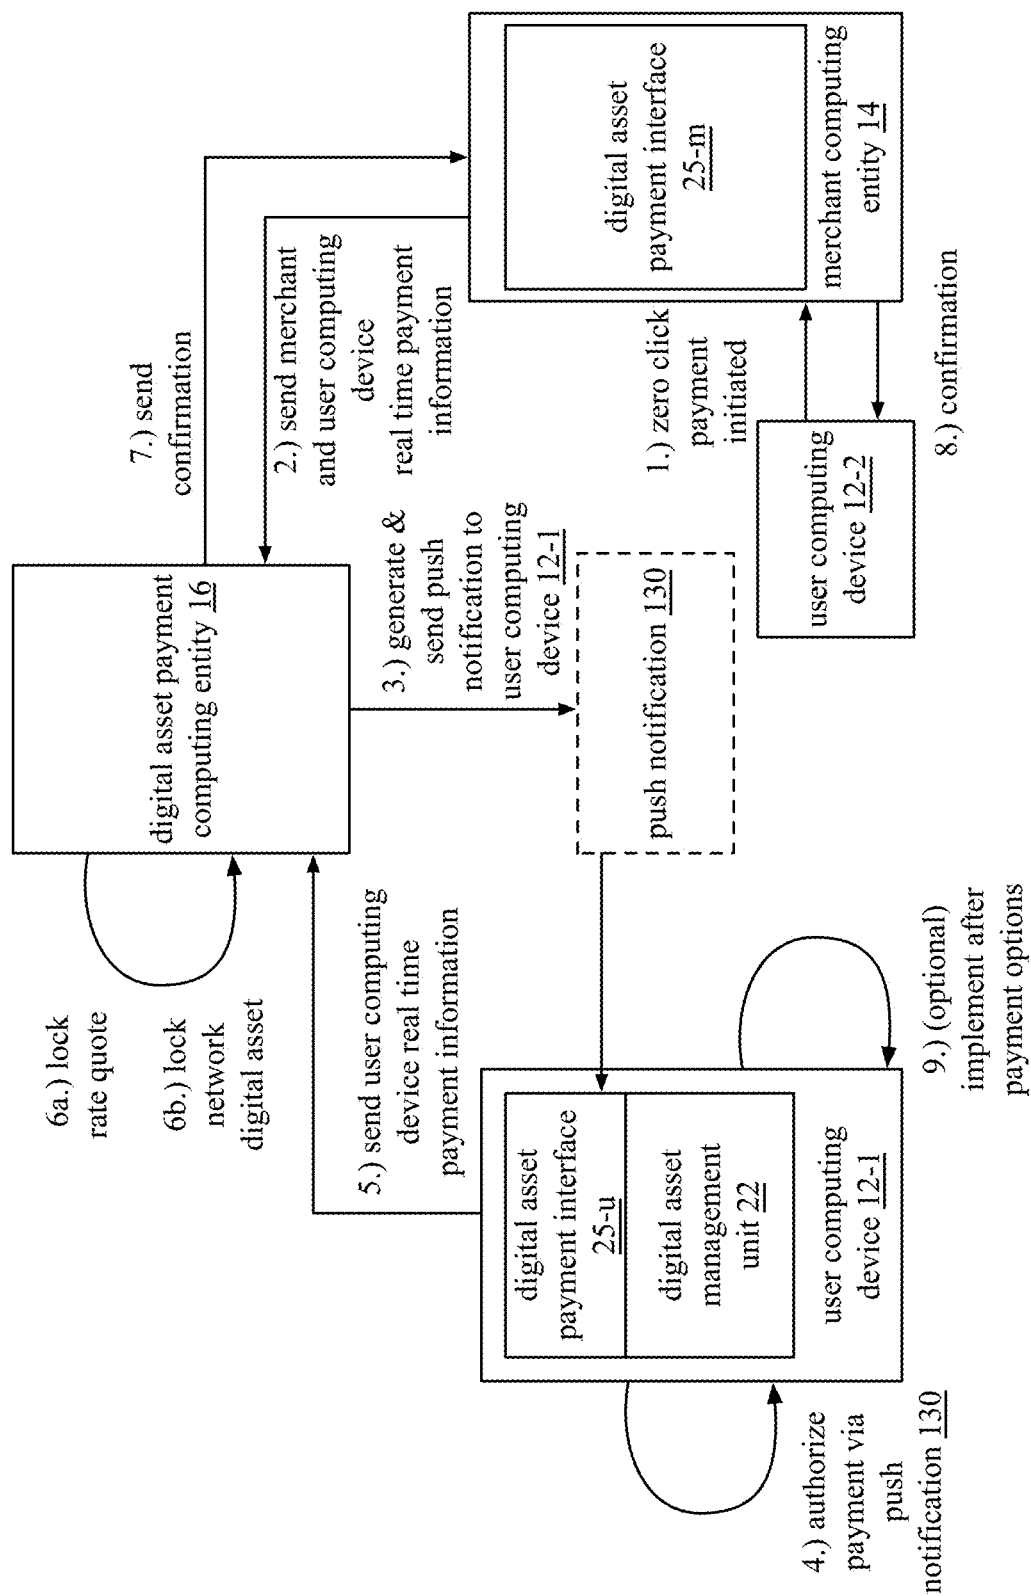 6a.) lock
rate quote
6b.) lock
network
digital asset
digital asset payment
computing entity 16
7.) send
confirmation
2.) send merchant
and user computing
device
real time payment
information
5.) send user computing
device real time
payment information
3.) generate &
send push
notification to
user computing
device 12-1
push notification 130
digital asset
payment interface
25-u
digital asset
management
unit 22
user computing
device 12-1
4.) authorize
payment via
push
notification 130
9.) (optional)
implement after
payment options
1.) zero click
payment
initiated
user computing
device 12-2
8.) confirmation
digital asset
payment interface
25-m
merchant computing
entity 14